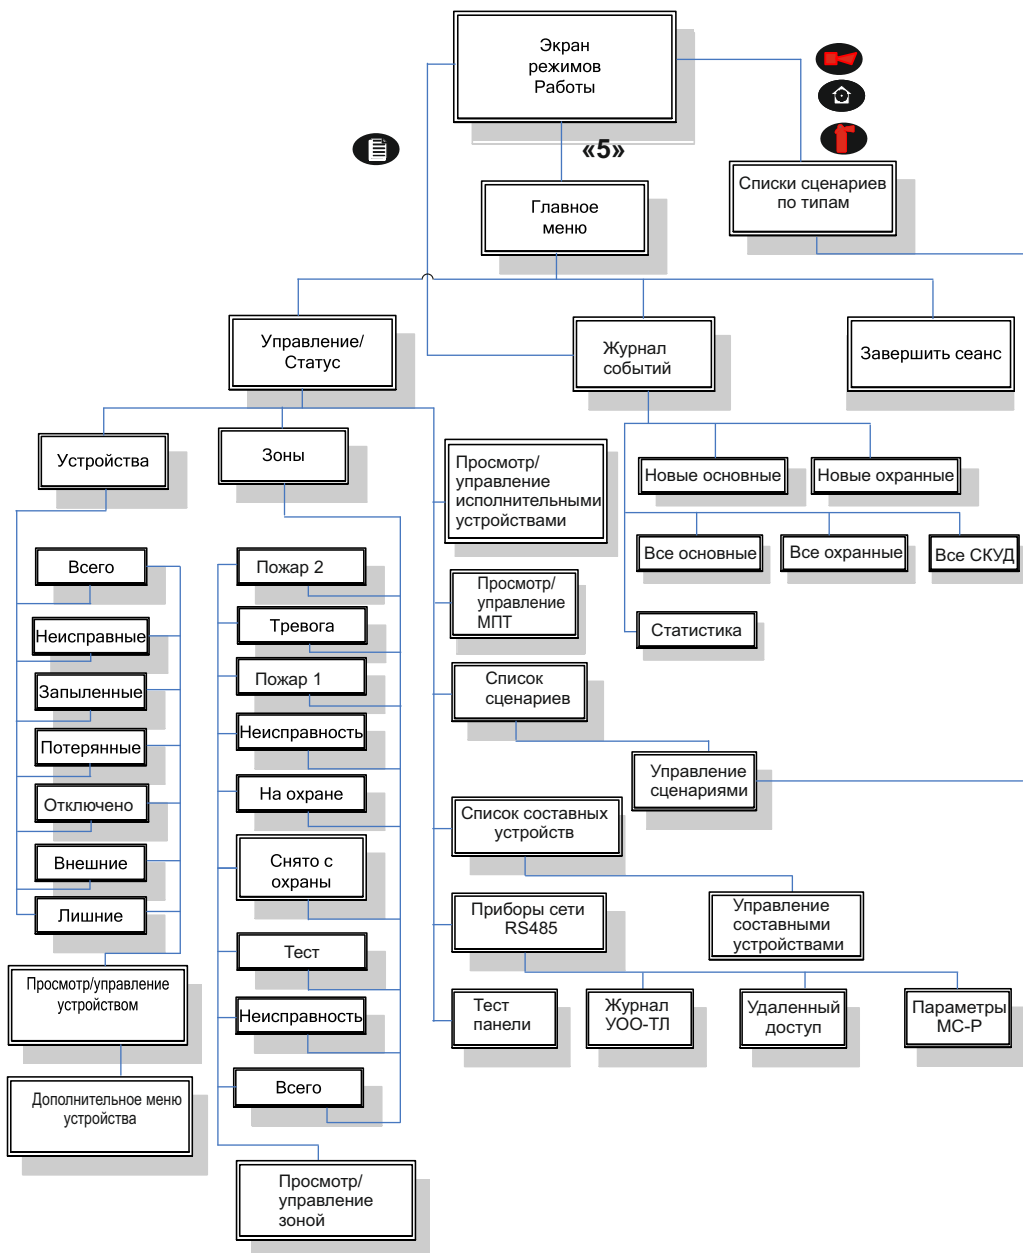 Экран
режимов
Работы
«5»
Списки сценариев
по типам
Главное
меню
Управление/
Статус
Журнал
событий
Завершить сеанс
Устройства
Зоны
Просмотр/
управление
исполнительными
устройствами
Новые основные
Новые охранные
Все основные
Все охранные
Все СКУД
Статистика
Всего
Неисправные
Запыленные
Потерянные
Отключено
Внешние
Лишние
Просмотр/управление
устройством
Дополнительное меню
устройства
Пожар 2
Тревога
Пожар 1
Неисправность
На охране
Снято с
охраны
Тест
Неисправность
Всего
Просмотр/
управление
зоной
Просмотр/
управление
МПТ
Список
сценариев
Управление
сценариями
Список составных
устройств
Управление
составными
устройствами
Приборы сети
RS485
Тест
панели
Журнал
УОО-ТЛ
Удаленный
доступ
Параметры
МС-Р